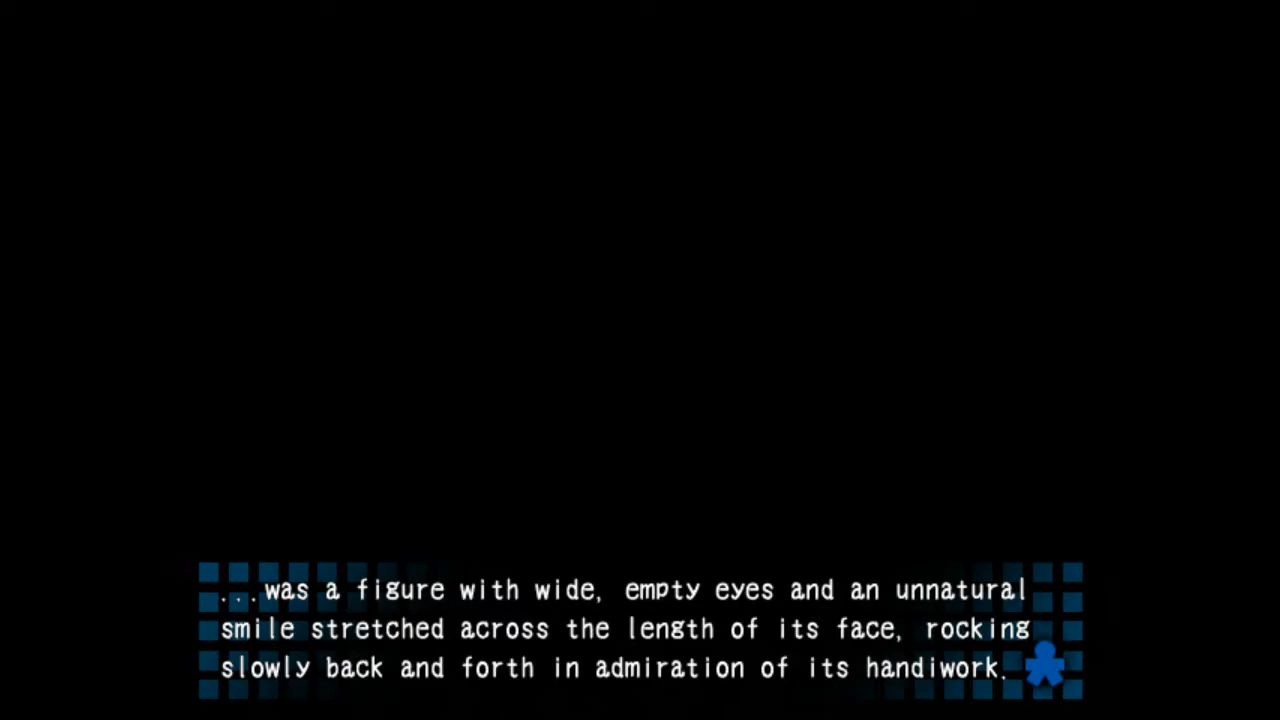 ...was a figure with wide, empty eyes and an unnatural
smile stretched across the length of its face, rocking
slowly back and forth in admiration of its handiwork.